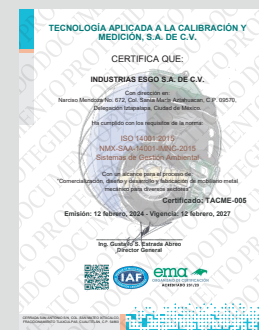 TECNOLOGÍA APLICADA A LA CALIBRACIÓN Y
MEDICIÓN, S.A. DE C.V.
CERTIFICA QUE:
INDUSTRIAS ESGO S.A. DE C.V.
Con dirección en:
Narciso Mendoza No. 672, Col. Santa María Aztahuacan, C.P. 09570,
Delegación Iztapalapa, Ciudad de México.
Ha cumplido con los requisitos de la norma:
ISO 14001:2015
NMX-SAA-14001-IMNC-2015
Sistemas de Gestión Ambiental
Con un alcance para el proceso de
"Comercialización, diseño y desarrollo y fabricación de mobiliario metal
mecánico para diversos sectores"
Certificado: TACME-005
Emisión: 12 febrero, 2024 - Vigencia: 12 febrero, 2027
Ing. Gustavo S. Estrada Abreo
Director General
IAF
ema
ORGANISMO DE CERTIFICACIÓN